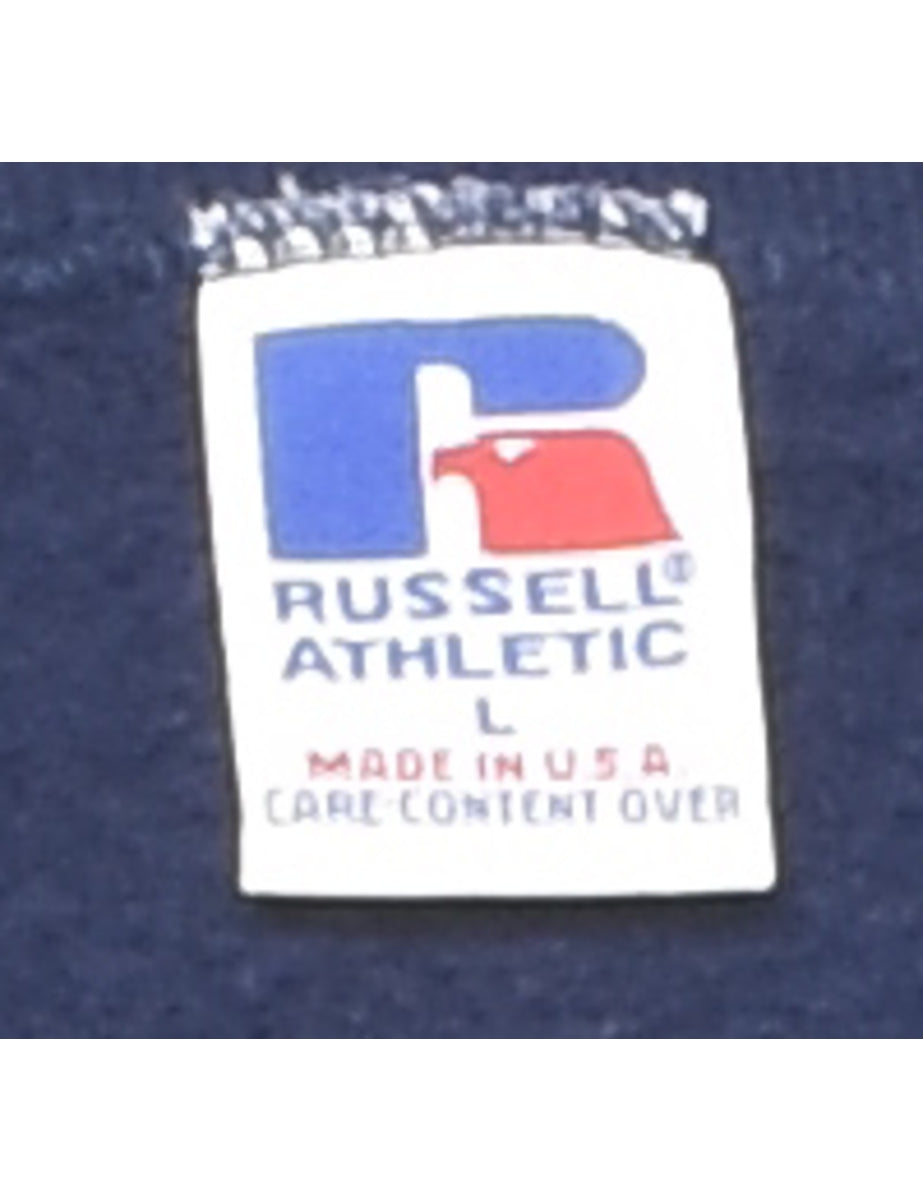 RUSSELL®
ATHLETIC
L
MADE IN U.S.A.
CARE·CONTENT OVER